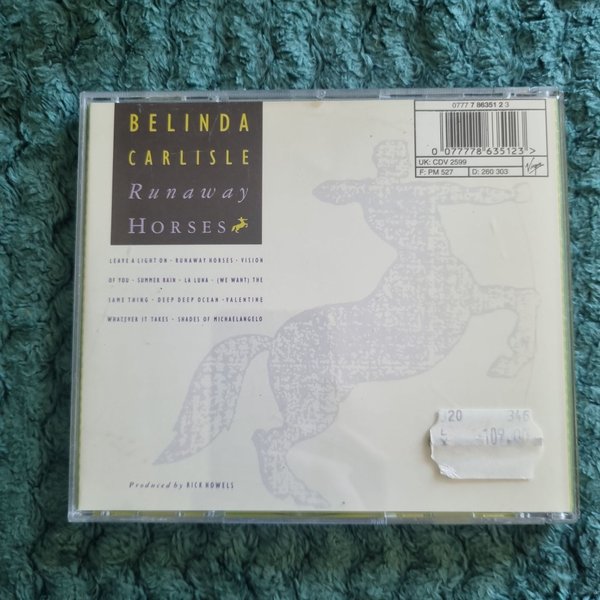 BELINDA
CARLISLE
Runaway
HORSES
0777 7 86351 2 3
0 077778 635123 >
UK: CDV 2599
F: PM 527 D: 260 303
Virgin
LEAVE A LIGHT ON - RUNAWAY HORSES - VISION
OF YOU - SUMMER RAIN - LA LUNA - (WE WANT) THE
SAME THING - DEEP DEEP OCEAN - VALENTINE
WHATEVER IT TAKES - SHADES OF MICHAELANGELO
20 346
109.00
Produced by RICK NOWELS